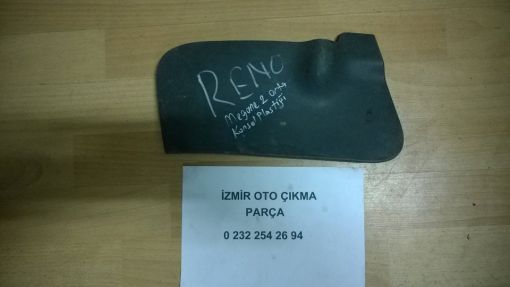 RENO
Megane 2 orta
Konsol Plastiği
İZMİR OTO ÇIKMA
PARÇA
0 232 254 26 94